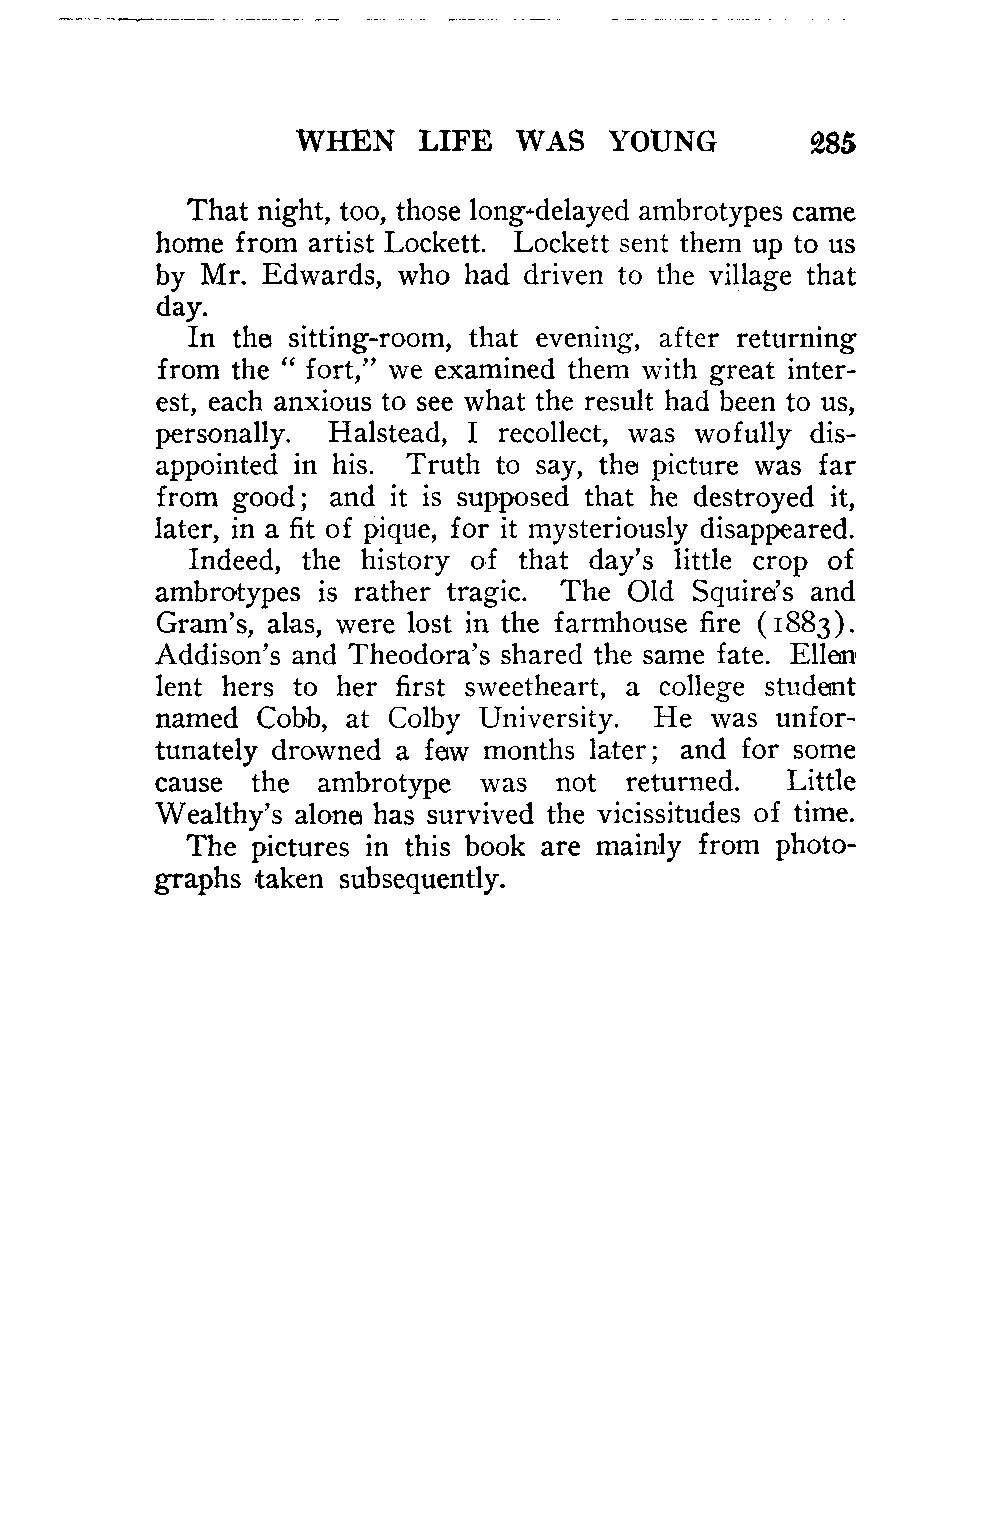 WHEN LIFE WAS YOUNG 285
That night, too, those long-delayed ambrotypes came
home from artist Lockett. Lockett sent them up to us
by Mr. Edwards, who had driven to the village that
day.
In the sitting-room, that evening, after returning
from the " fort," we examined them with great inter-
est, each anxious to see what the result had been to us,
personally. Halstead, I recollect, was wofully dis-
appointed in his. Truth to say, the picture was far
from good; and it is supposed that he destroyed it,
later, in a fit of pique, for it mysteriously disappeared.
Indeed, the history of that day's little crop of
ambrotypes is rather tragic. The Old Squire's and
Gram's, alas, were lost in the farmhouse fire (1883).
Addison's and Theodora's shared the same fate. Ellen
lent hers to her first sweetheart, a college student
named Cobb, at Colby University. He was unfor-
tunately drowned a few months later; and for some
cause the ambrotype was not returned. Little
Wealthy's alone has survived the vicissitudes of time.
The pictures in this book are mainly from photo-
graphs taken subsequently.